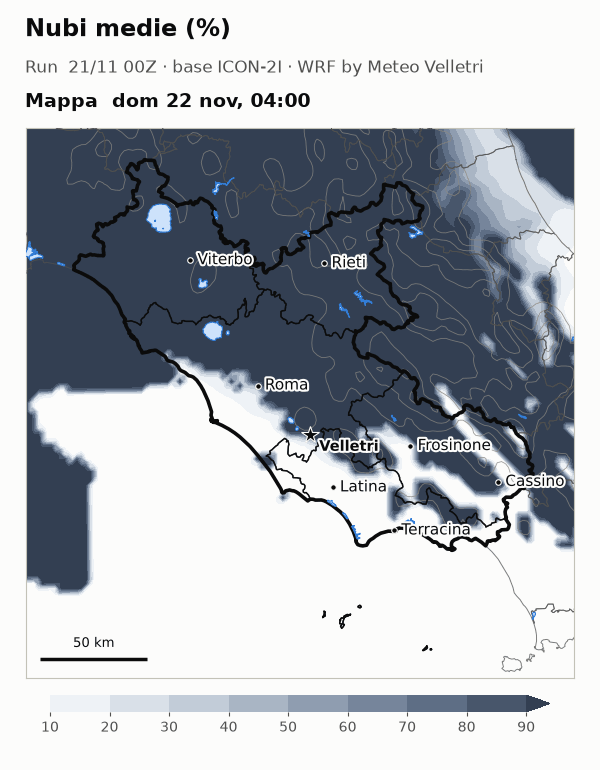 Nubi medie (%)
Run  21/11 00Z · base ICON-2I · WRF by Meteo Velletri
Mappa  dom 22 nov, 04:00
Viterbo
Rieti
Roma
Velletri
Frosinone
Cassino
Latina
Terracina
50 km
10 20 30 40 50 60 70 80 90